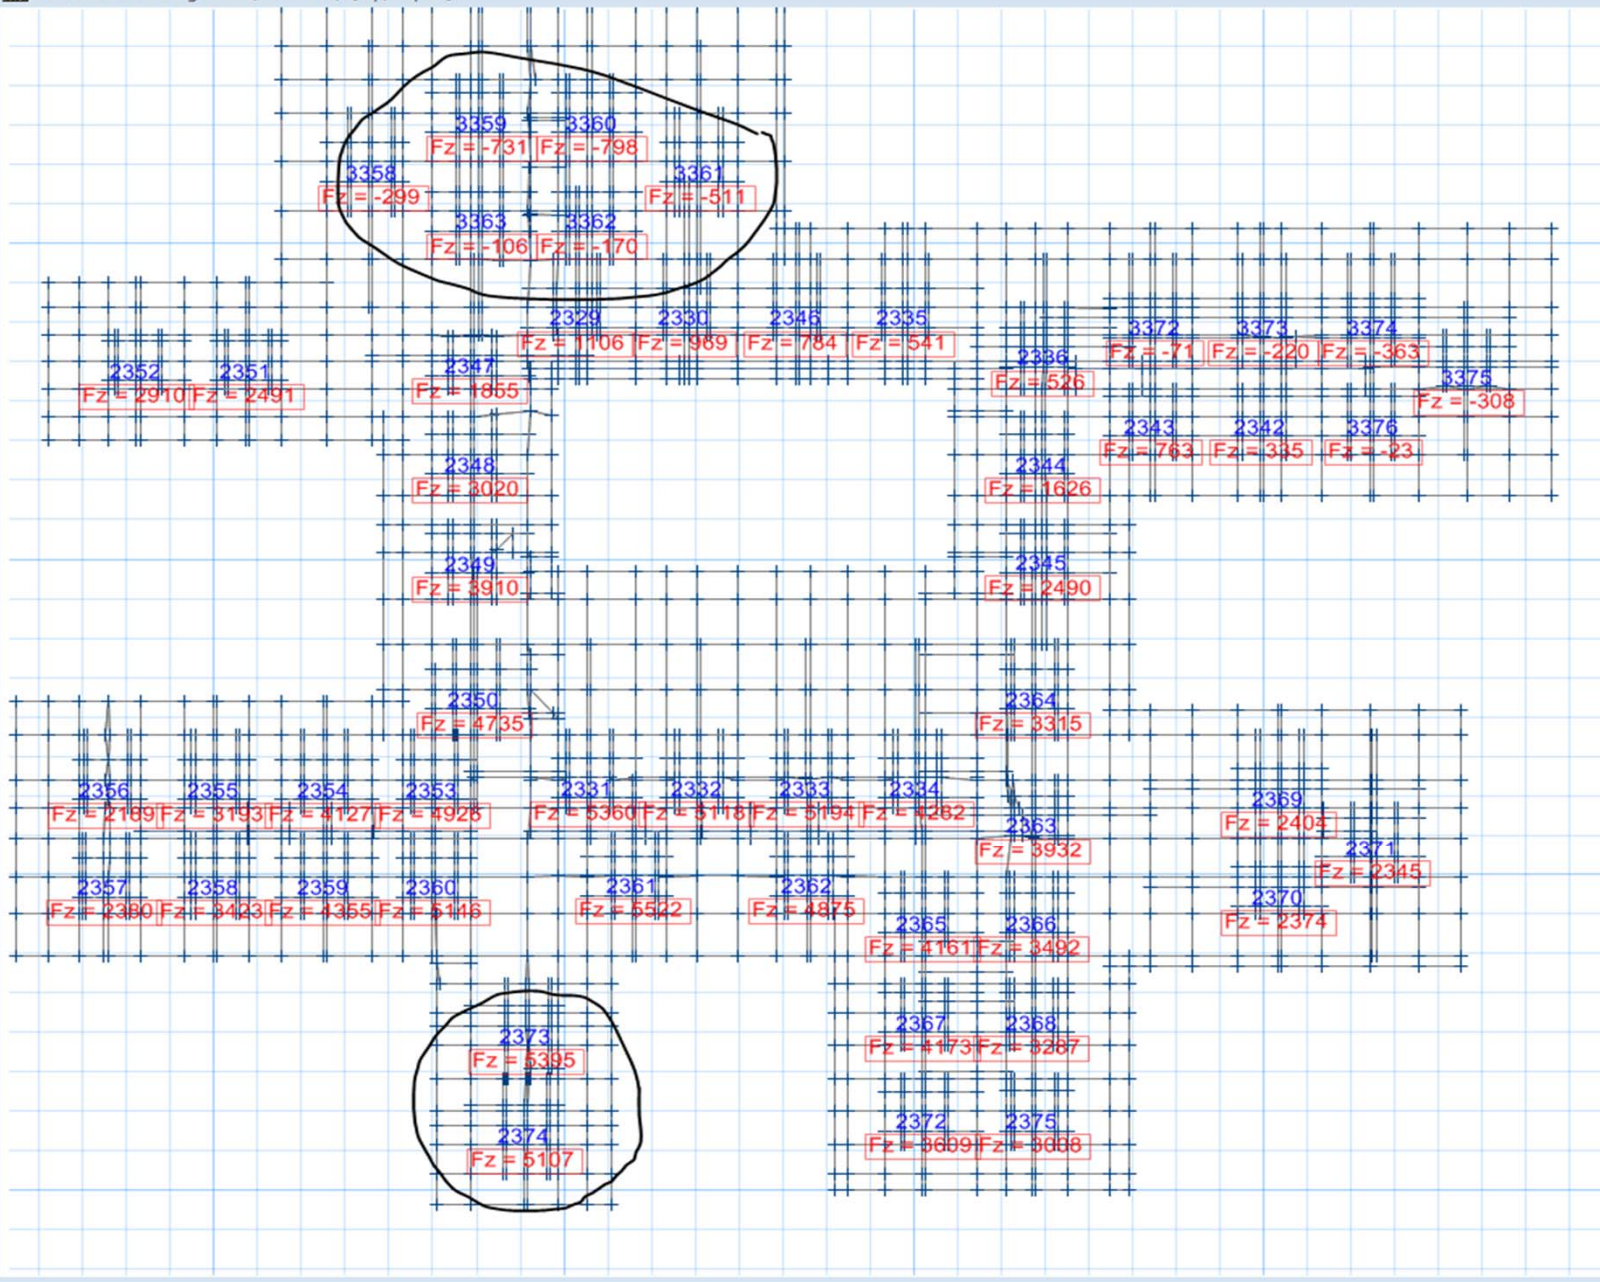 3359 3360
Fz = -731 Fz = -798
3358 3361
Fz = -299 Fz = -511
3363 3362
Fz = -106 Fz = -170
2329 2330 2346 2335
Fz = 1106 Fz = 969 Fz = 784 Fz = 541
3372 3373 3374
Fz = -71 Fz = -220 Fz = -363
2336
Fz = 526
3375
Fz = -308
2352 2351 2347
Fz = 2910 Fz = 2491 Fz = 1855
2343 2342 3376
Fz = 763 Fz = 335 Fz = -23
2348 2344
Fz = 3020 Fz = 1626
2349 2345
Fz = 3910 Fz = 2490
2350 2364
Fz = 4735 Fz = 3315
2356 2355 2354 2353 2331 2332 2333 2334
Fz = 2189 Fz = 3193 Fz = 4127 Fz = 4928 Fz = 5360 Fz = 5118 Fz = 5194 Fz = 4282
2369
Fz = 2404
2363
Fz = 3932
2371
Fz = 2345
2357 2358 2359 2360 2361 2362
Fz = 2380 Fz = 3423 Fz = 4355 Fz = 5146 Fz = 5522 Fz = 4875
2370
Fz = 2374
2365 2366
Fz = 4161 Fz = 3492
2367 2368
Fz = 4173 Fz = 3287
2373
Fz = 5395
2372 2375
Fz = 3609 Fz = 3008
2374
Fz = 5107